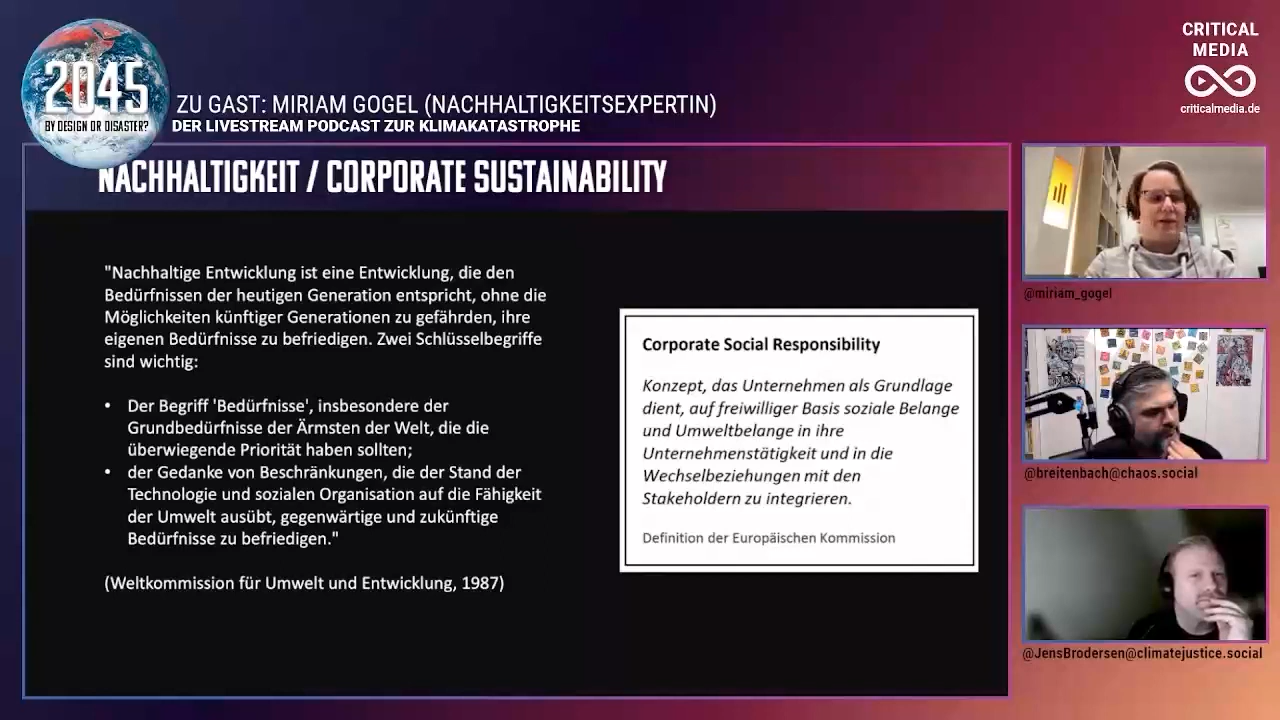 2045
BY DESIGN OR DISASTER?
ZU GAST: MIRIAM GOGEL (NACHHALTIGKEITSEXPERTIN)
DER LIVESTREAM PODCAST ZUR KLIMAKATASTROPHE
CRITICAL
MEDIA
criticalmedia.de
NACHHALTIGKEIT / CORPORATE SUSTAINABILITY
"Nachhaltige Entwicklung ist eine Entwicklung, die den
Bedürfnissen der heutigen Generation entspricht, ohne die
Möglichkeiten künftiger Generationen zu gefährden, ihre
eigenen Bedürfnisse zu befriedigen. Zwei Schlüsselbegriffe
sind wichtig:
• Der Begriff 'Bedürfnisse', insbesondere der
Grundbedürfnisse der Ärmsten der Welt, die die
überwiegende Priorität haben sollten;
• der Gedanke von Beschränkungen, die der Stand der
Technologie und sozialen Organisation auf die Fähigkeit
der Umwelt ausübt, gegenwärtige und zukünftige
Bedürfnisse zu befriedigen."
(Weltkommission für Umwelt und Entwicklung, 1987)
Corporate Social Responsibility
Konzept, das Unternehmen als Grundlage
dient, auf freiwilliger Basis soziale Belange
und Umweltbelange in ihre
Unternehmenstätigkeit und in die
Wechselbeziehungen mit den
Stakeholdern zu integrieren.
Definition der Europäischen Kommission
@miriam_gogel
@breitenbach@chaos.social
@JensBrodersen@climatejustice.social